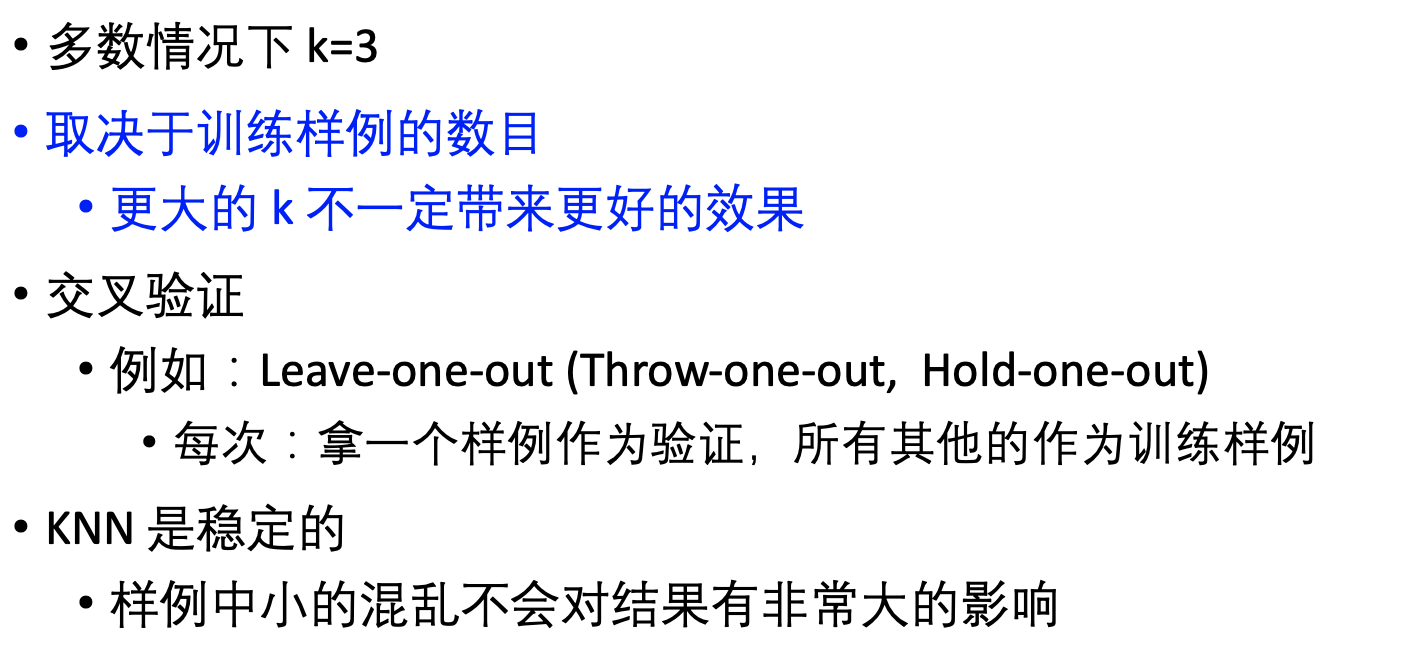 • 多数情况下 k=3
• 取决于训练样例的数目
• 更大的 k 不一定带来更好的效果
• 交叉验证
• 例如：Leave-one-out (Throw-one-out, Hold-one-out)
• 每次：拿一个样例作为验证，所有其他的作为训练样例
• KNN 是稳定的
• 样例中小的混乱不会对结果有非常大的影响